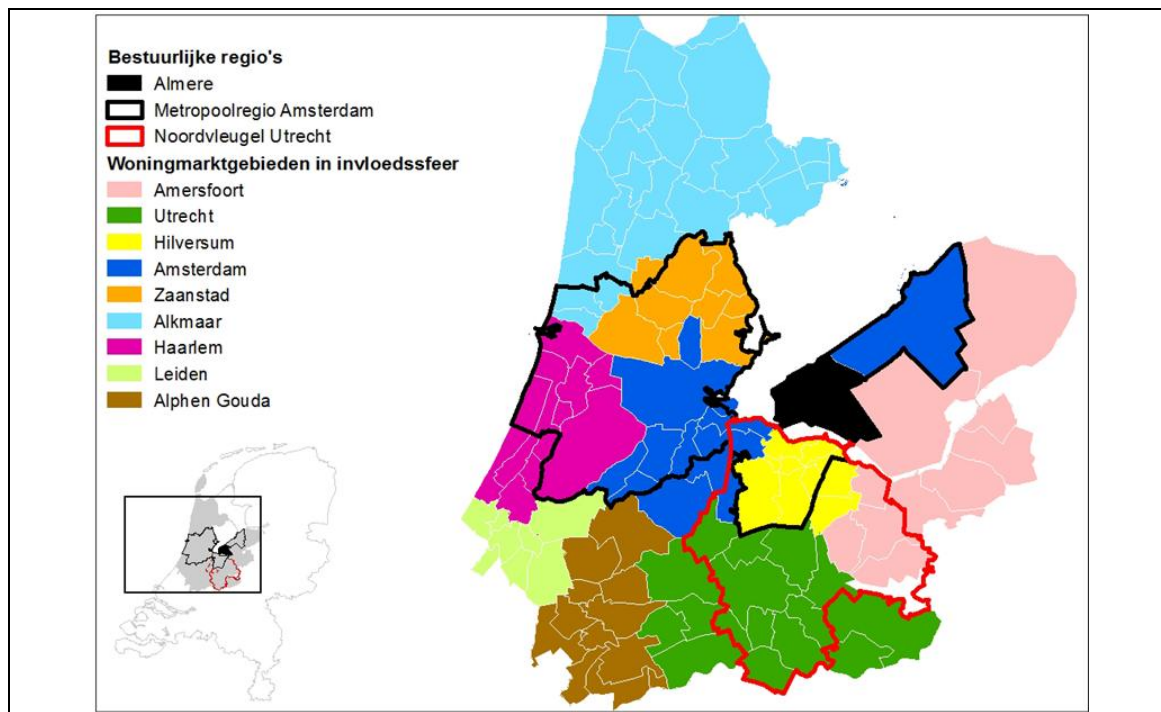 Bestuurlijke regio's
Almere
Metropoolregio Amsterdam
Noordvleugel Utrecht
Woningmarktgebieden in invloedssfeer
Amersfoort
Utrecht
Hilversum
Amsterdam
Zaanstad
Alkmaar
Haarlem
Leiden
Alphen Gouda